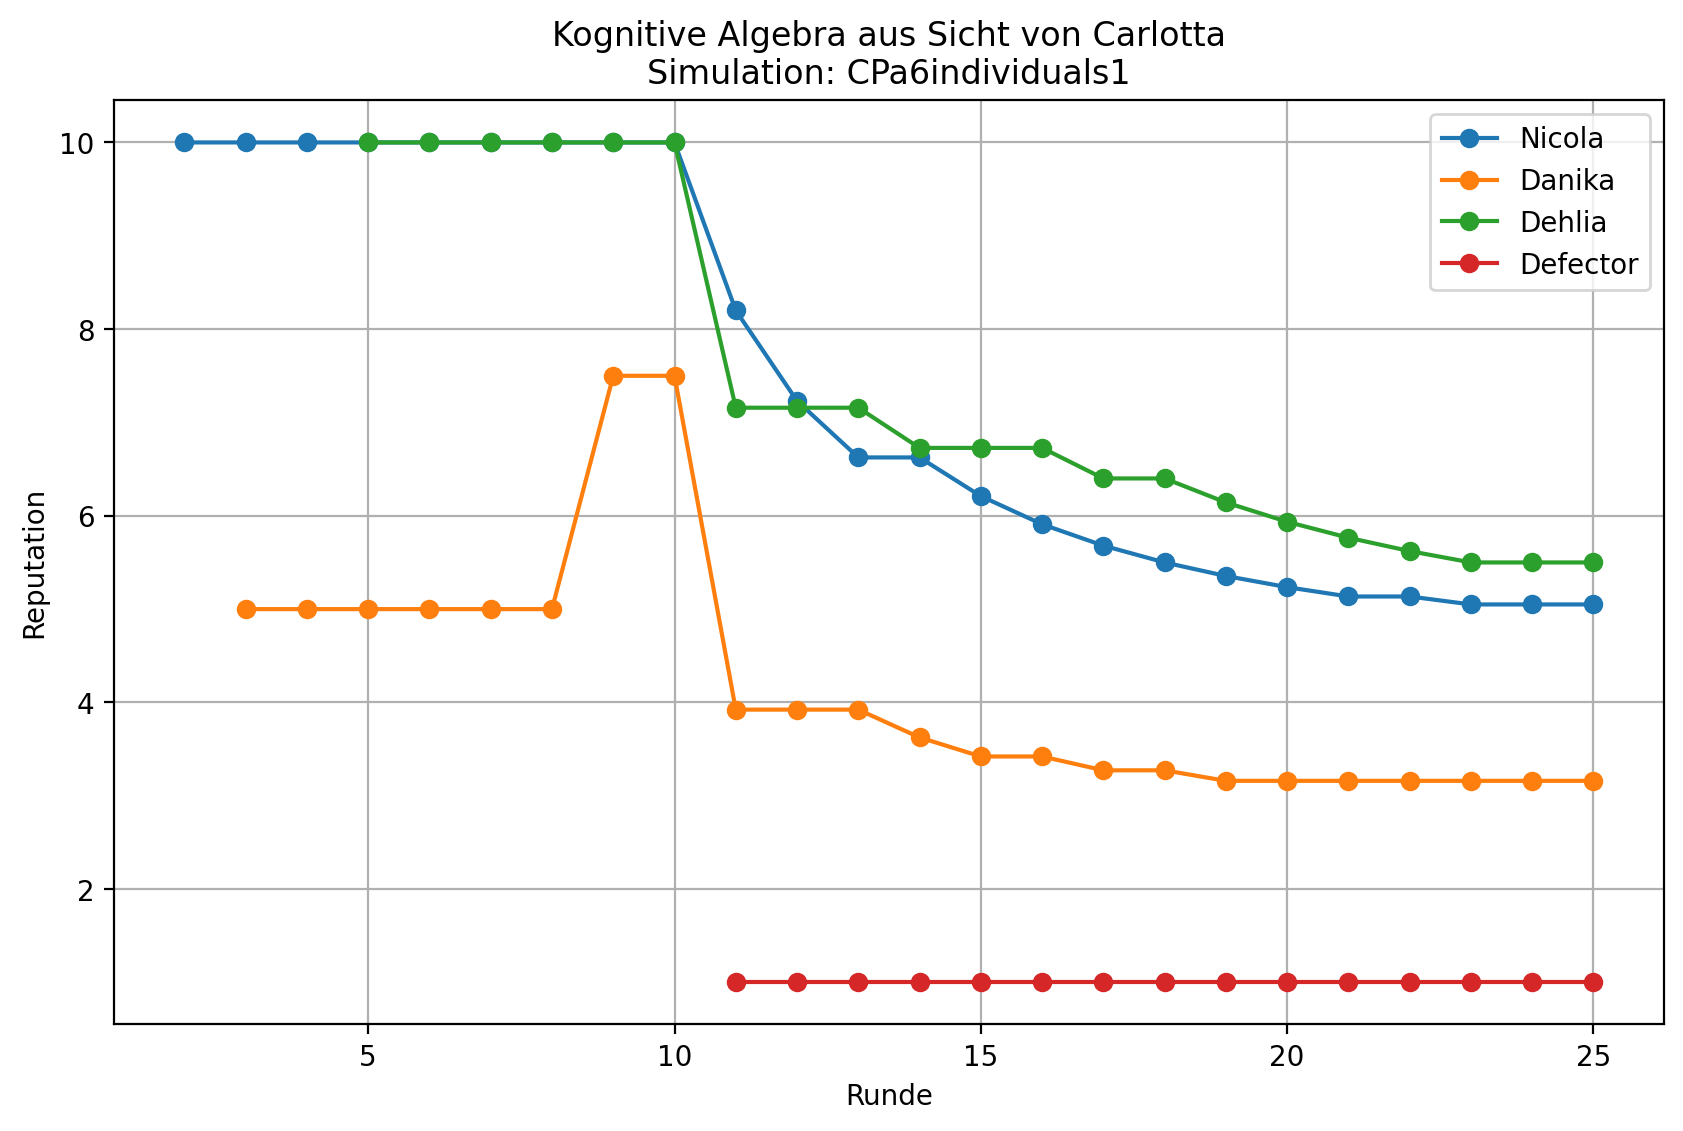 Kognitive Algebra aus Sicht von Carlotta
Simulation: CPa6individuals1
Nicola
Danika
Dehlia
Defector
Reputation
10
8
6
4
2
5
10
15
20
25
Runde